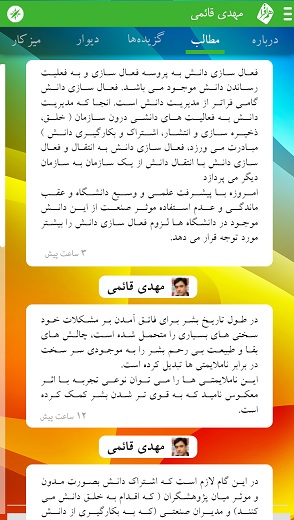 مهدی قائمی
درباره
مطالب
گزیده‌ها
دیوار
میز کار
فعال سازی دانش به پروسه فعال سازی و به فعلیت
رساندن دانش موجود می باشد. فعال سازی دانش
گامی فراتر از مدیریت دانش است. آنجا که مدیریت
دانش به فعالیت های دانشی درون سازمان ( خلق،
ذخیره سازی و انتشار، اشتراک و بکارگیری دانش )
مبادرت می ورزد، فعال سازی دانش به انتقال و فعال
سازی دانش با انتقال دانش از یک سازمان به سازمان
دیگر می پردازد
امروزه با پیشرفت علمی و وسیع دانشگاه و عقب
ماندگی و عدم استفاده موثر صنعت از این دانش
موجود در دانشگاه ها لزوم فعال سازی دانش را بیشتر
مورد توجه قرار می دهد.
۳ ساعت پیش
مهدی قائمی
در طول تاریخ بشر برای فائق آمدن بر مشکلات خود
سختی های بسیاری را متحمل شده است، چالش های
بقا و طبیعت بی رحم بشر را به موجودی سر سخت
در برابر ناملایمتی ها تبدیل کرده است.
این ناملایمتی ها را می توان نوعی تجربه با اثر
معکوس نامید که به قوی تر شدن بشر کمک کرده
است.
۱۲ ساعت پیش
مهدی قائمی
در این گام لازم است که اشتراک دانش بصورت مدون
و موثر میان پژوهشگران ( که اقدام به خلق دانش می
کنند) و مدیران صنعتی (که به بکارگیری از دانش